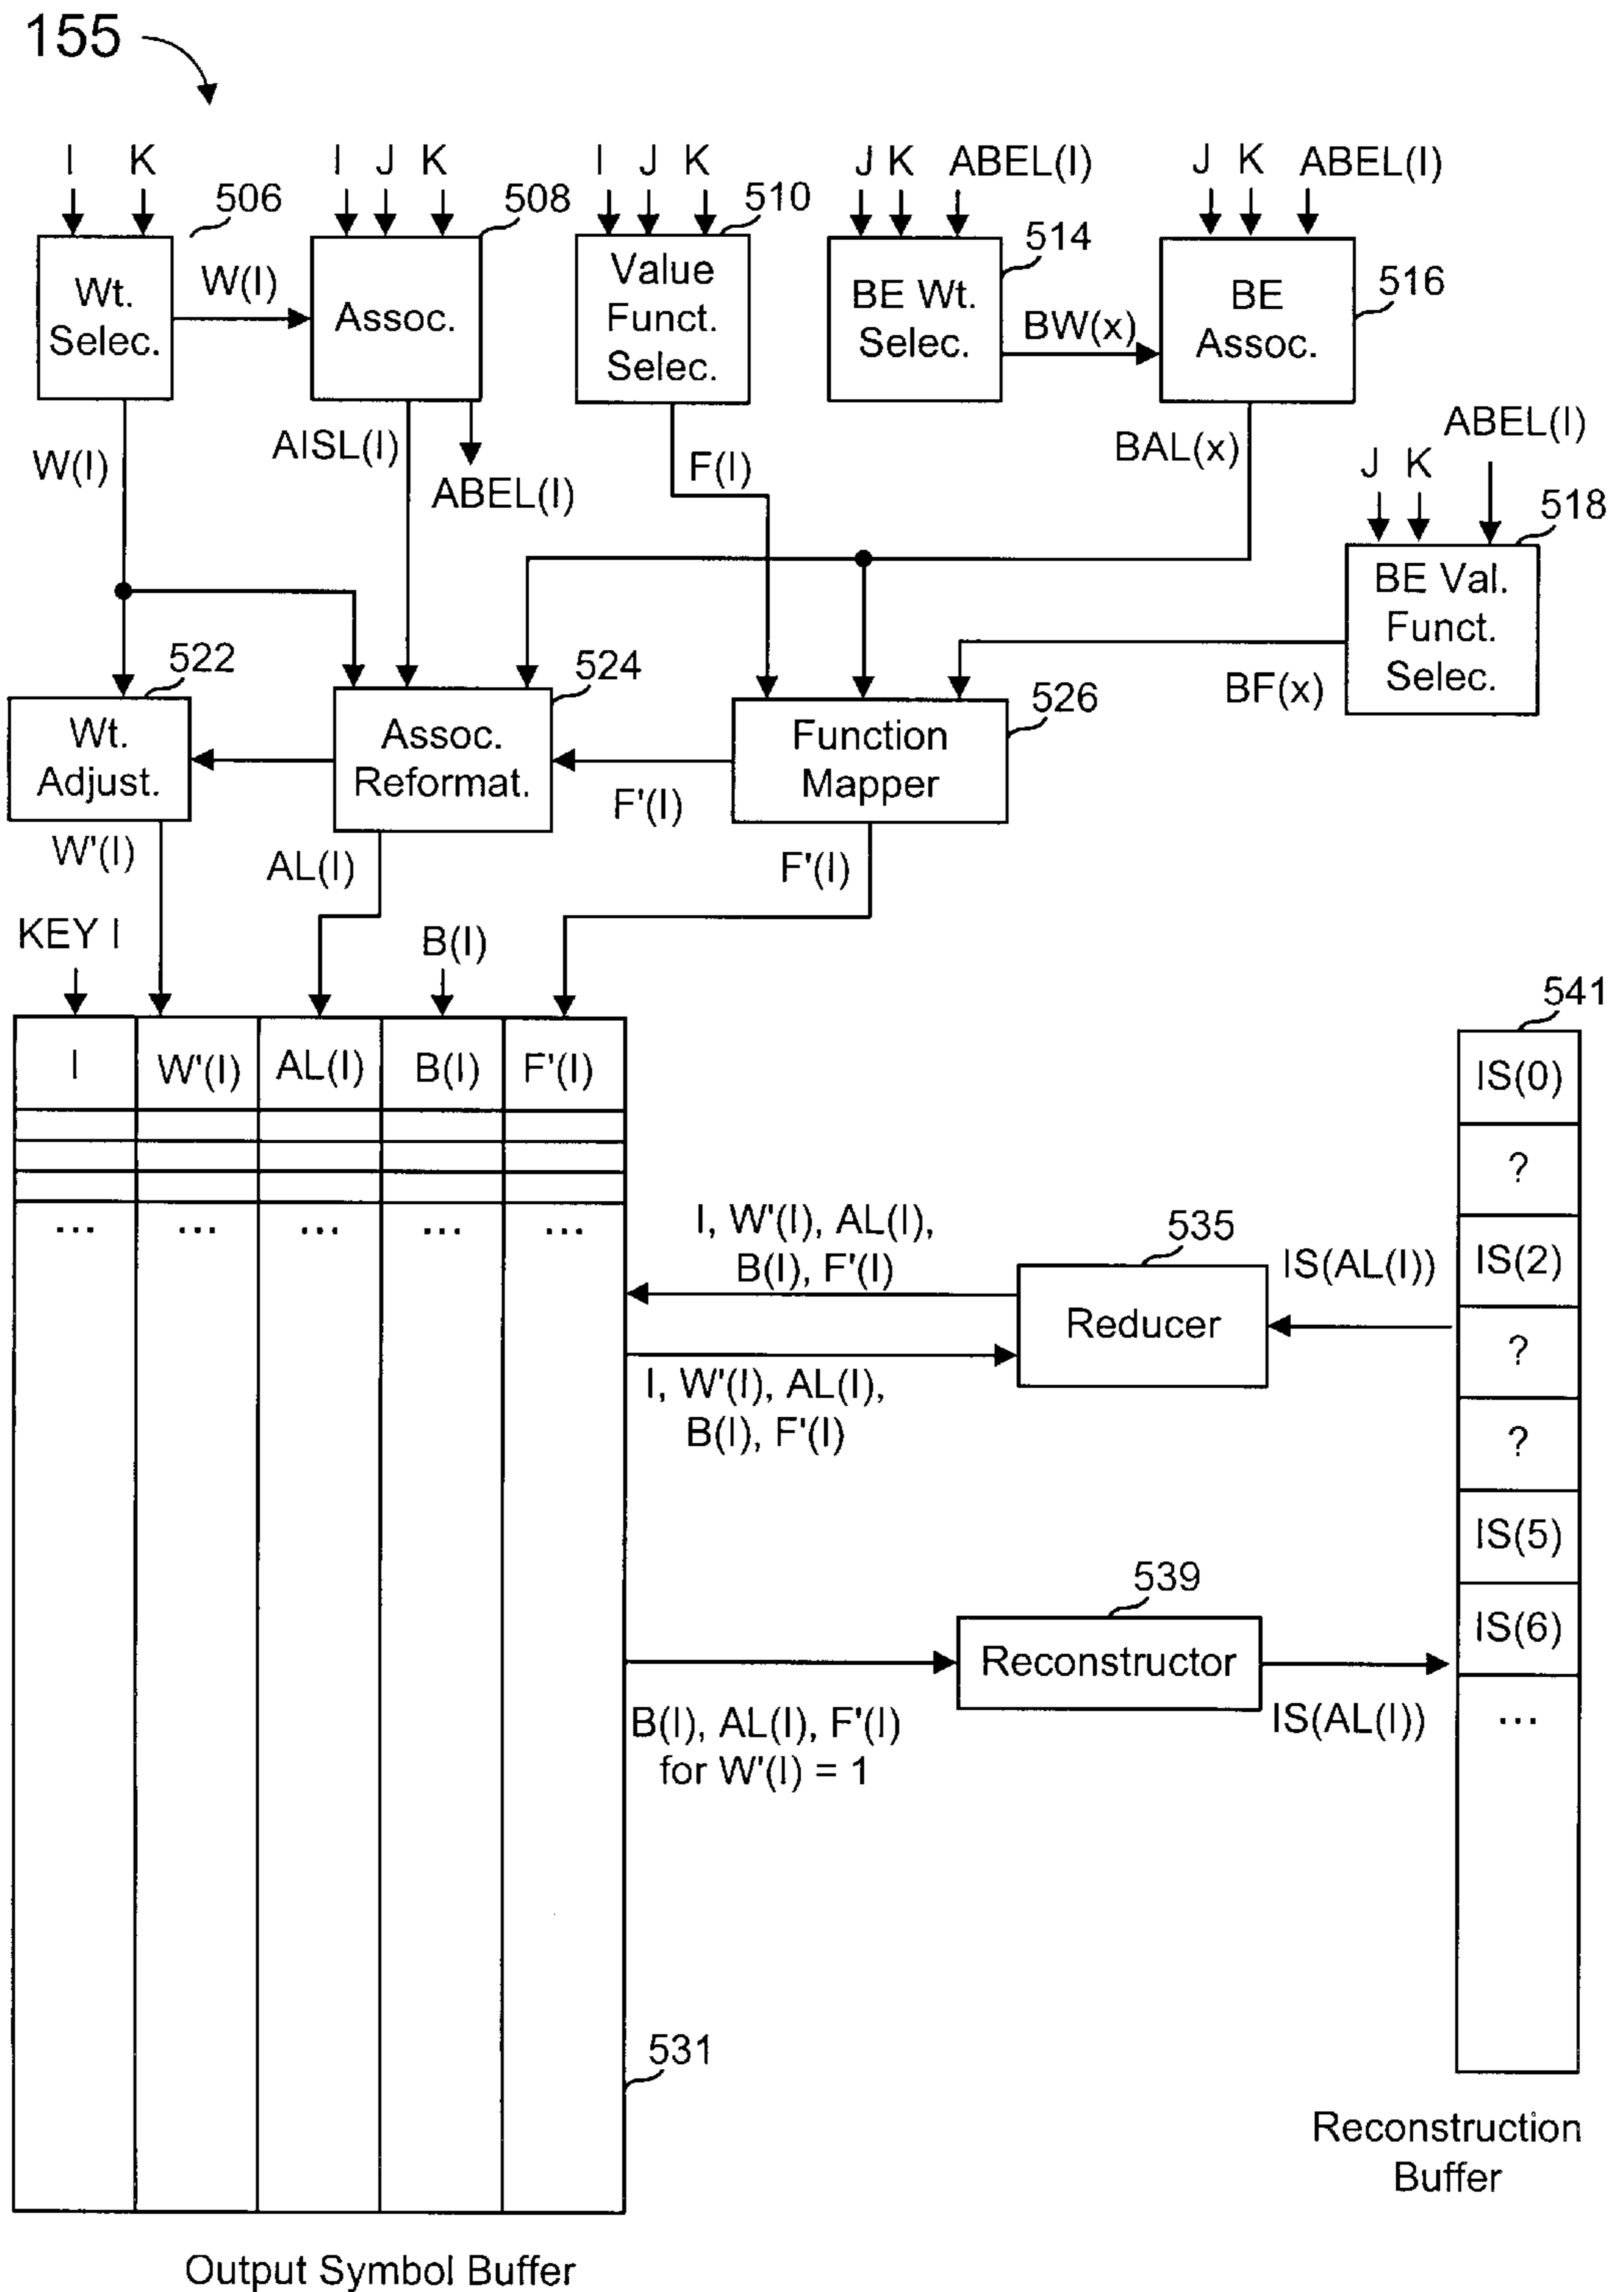 155
I K
I J K
I J K
J K ABEL(I)
J K ABEL(I)
506
508
510
514
516
Wt.
Selec.
W(I)
Assoc.
Value
Funct.
Selec.
BE Wt.
Selec.
BW(x)
BE
Assoc.
W(I)
AISL(I)
ABEL(I)
F(I)
BAL(x)
ABEL(I)
J K
518
BE Val.
Funct.
Selec.
BF(x)
522
524
526
Wt.
Adjust.
Assoc.
Reformat.
Function
Mapper
F'(I)
W'(I)
AL(I)
F'(I)
KEY I
B(I)
541
I W'(I) AL(I) B(I) F'(I)
... ... ... ... ...
IS(0)
?
IS(2)
?
?
IS(5)
IS(6)
...
I, W'(I), AL(I),
B(I), F'(I)
535
Reducer
IS(AL(I))
I, W'(I), AL(I),
B(I), F'(I)
539
Reconstructor
B(I), AL(I), F'(I)
for W'(I) = 1
IS(AL(I))
531
Reconstruction
Buffer
Output Symbol Buffer